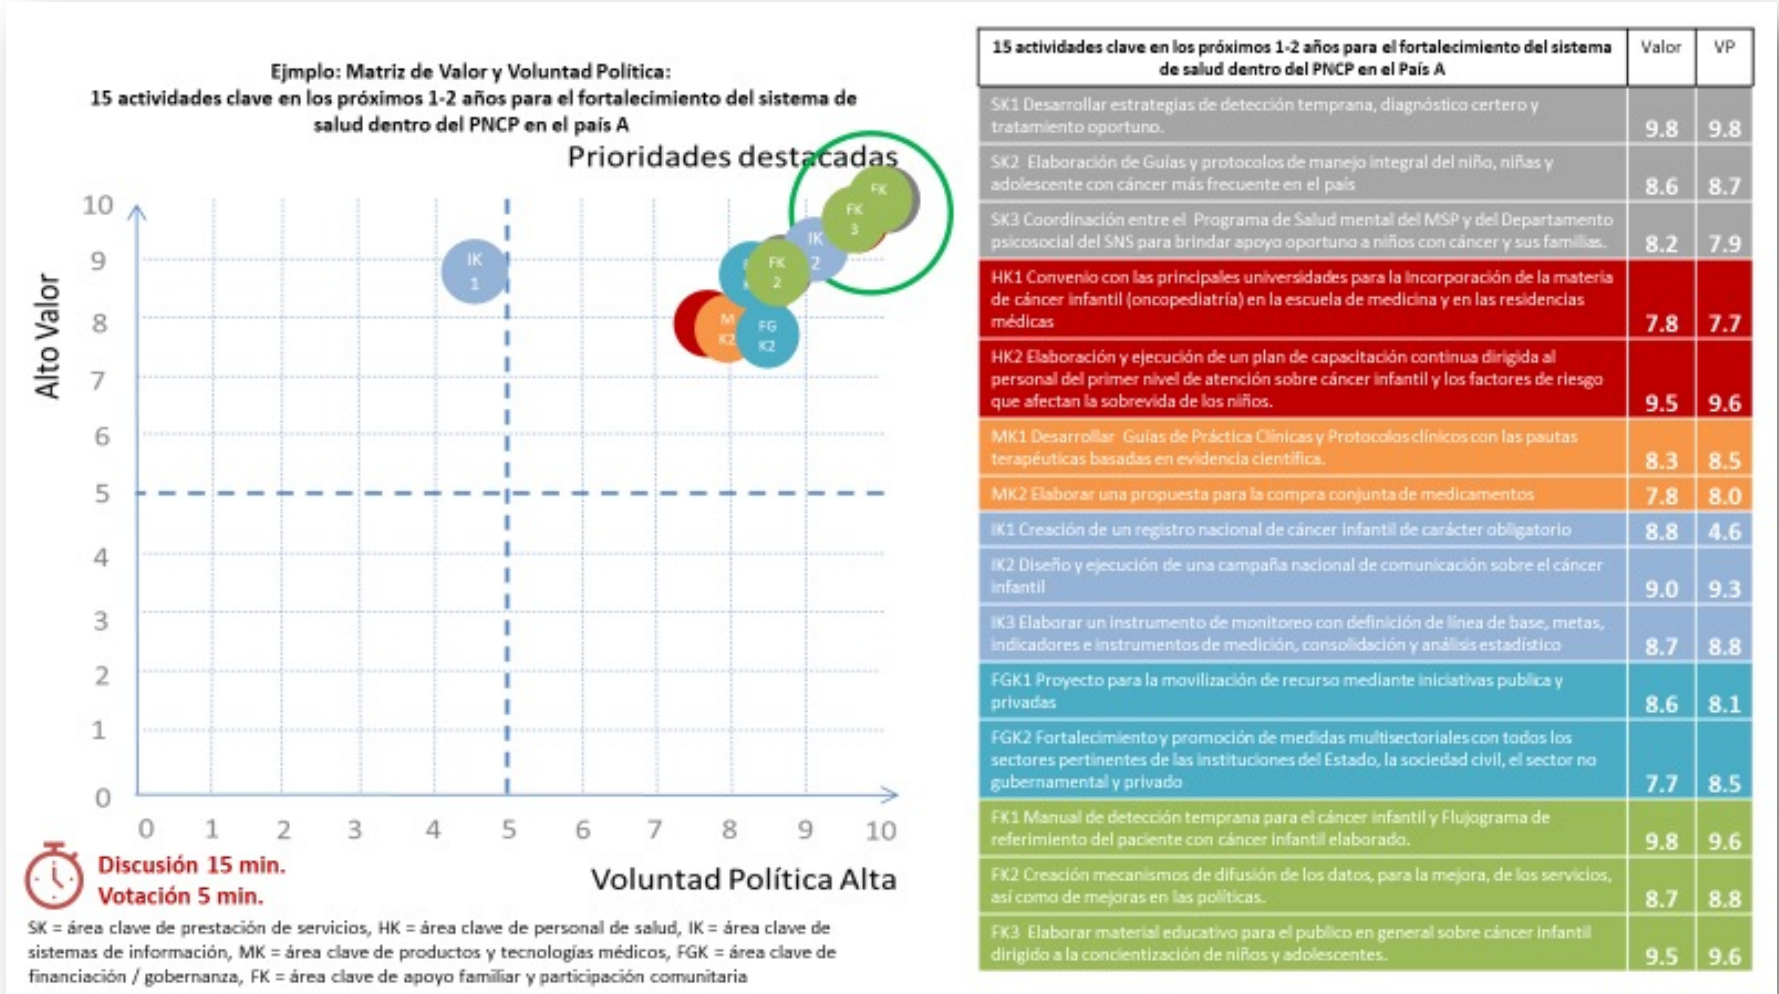 Ejmplo: Matriz de Valor y Voluntad Política:
15 actividades clave en los próximos 1-2 años para el fortalecimiento del sistema de
salud dentro del PNCP en el país A
Prioridades destacadas
Alto Valor
10
9
8
7
6
5
4
3
2
1
0
IK
1
FK
FK
3
IK
2
FK
2
M
K2
FG
K2
0 1 2 3 4 5 6 7 8 9 10
Voluntad Política Alta
Discusión 15 min.
Votación 5 min.
SK = área clave de prestación de servicios, HK = área clave de personal de salud, IK = área clave de
sistemas de información, MK = área clave de productos y tecnologías médicos, FGK = área clave de
financiación / gobernanza, FK = área clave de apoyo familiar y participación comunitaria
15 actividades clave en los próximos 1-2 años para el fortalecimiento del sistema Valor VP
de salud dentro del PNCP en el País A
SK1 Desarrollar estrategias de detección temprana, diagnóstico certero y
tratamiento oportuno. 9.8 9.8
SK2 Elaboración de Guías y protocolos de manejo integral del niño, niñas y
adolescente con cáncer más frecuente en el país 8.6 8.7
SK3 Coordinación entre el Programa de Salud mental del MSP y del Departamento
psicosocial del SNS para brindar apoyo oportuno a niños con cáncer y sus familias. 8.2 7.9
HK1 Convenio con las principales universidades para la Incorporación de la materia
de cáncer infantil (oncopediatría) en la escuela de medicina y en las residencias
médicas 7.8 7.7
HK2 Elaboración y ejecución de un plan de capacitación continua dirigida al
personal del primer nivel de atención sobre cáncer infantil y los factores de riesgo
que afectan la sobrevida de los niños. 9.5 9.6
MK1 Desarrollar Guías de Práctica Clínicas y Protocolos clínicos con las pautas
terapéuticas basadas en evidencia científica. 8.3 8.5
MK2 Elaborar una propuesta para la compra conjunta de medicamentos 7.8 8.0
IK1 Creación de un registro nacional de cáncer infantil de carácter obligatorio 8.8 4.6
IK2 Diseño y ejecución de una campaña nacional de comunicación sobre el cáncer
infantil 9.0 9.3
IK3 Elaborar un instrumento de monitoreo con definición de línea de base, metas,
indicadores e instrumentos de medición, consolidación y análisis estadístico 8.7 8.8
FGK1 Proyecto para la movilización de recurso mediante iniciativas publica y
privadas 8.6 8.1
FGK2 Fortalecimiento y promoción de medidas multisectoriales con todos los
sectores pertinentes de las instituciones del Estado, la sociedad civil, el sector no
gubernamental y privado 7.7 8.5
FK1 Manual de detección temprana para el cáncer infantil y Flujograma de
referimiento del paciente con cáncer infantil elaborado. 9.8 9.6
FK2 Creación mecanismos de difusión de los datos, para la mejora, de los servicios,
así como de mejoras en las políticas. 8.7 8.8
FK3 Elaborar material educativo para el publico en general sobre cáncer infantil
dirigido a la concientización de niños y adolescentes. 9.5 9.6